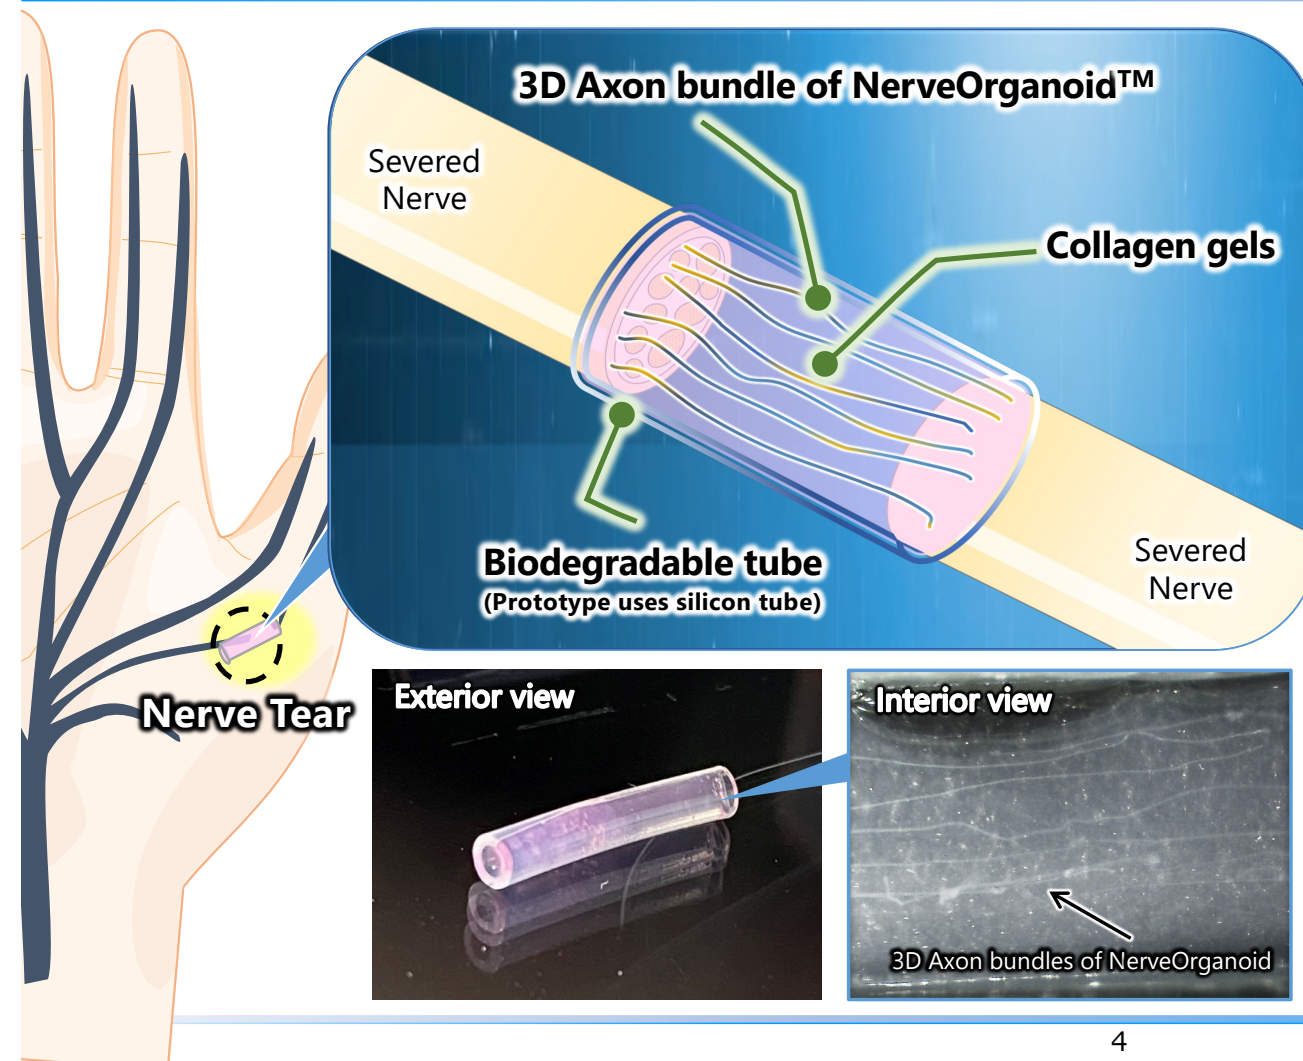 3D Axon bundle of NerveOrganoid™
Severed
Nerve
Collagen gels
Biodegradable tube
(Prototype uses silicon tube)
Severed
Nerve
Nerve Tear
Exterior view
Interior view
3D Axon bundles of NerveOrganoid
4